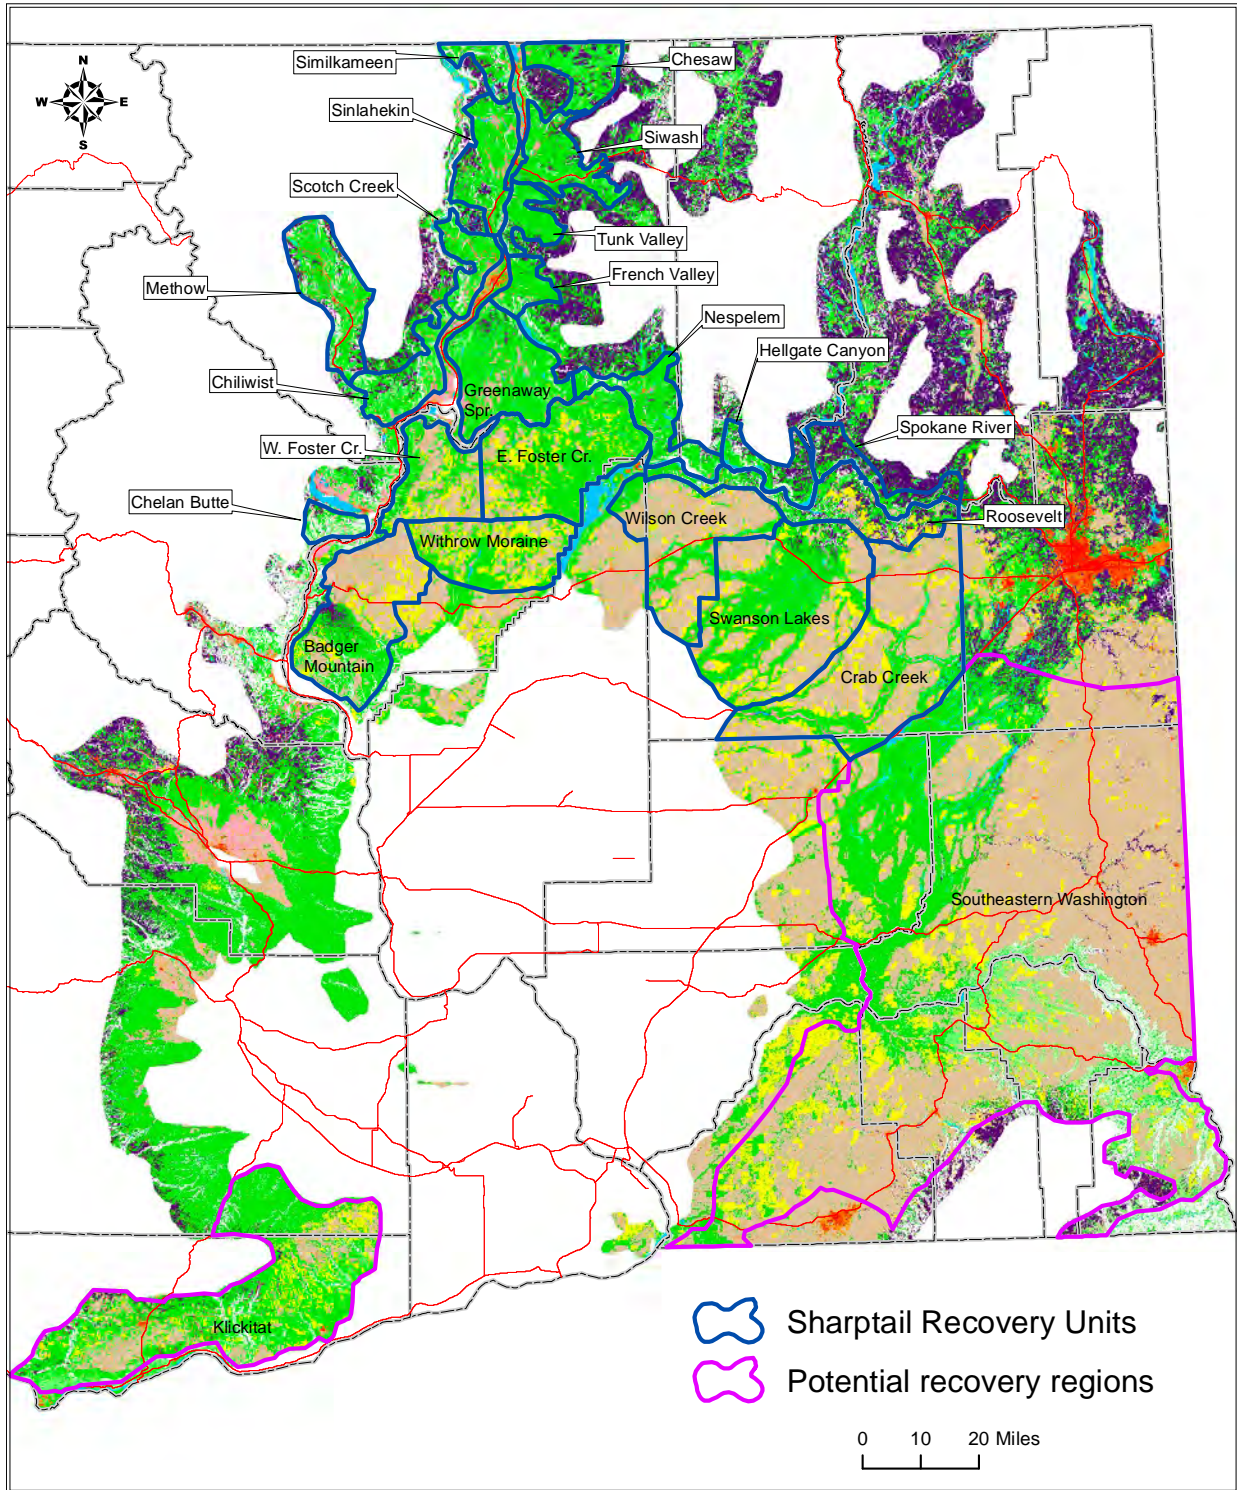 Similkameen
Chesaw
N
W E
S
Sinlahekin
Siwash
Scotch Creek
Tunk Valley
French Valley
Methow
Nespelem
Hellgate Canyon
Chiliwist
Greenaway
Spr.
Spokane River
W. Foster Cr.
E. Foster Cr.
Chelan Butte
Wilson Creek
Roosevelt
Withrow Moraine
Swanson Lakes
Badger
Mountain
Crab Creek
Southeastern Washington
Klickitat
Sharptail Recovery Units
Potential recovery regions
0 10 20 Miles